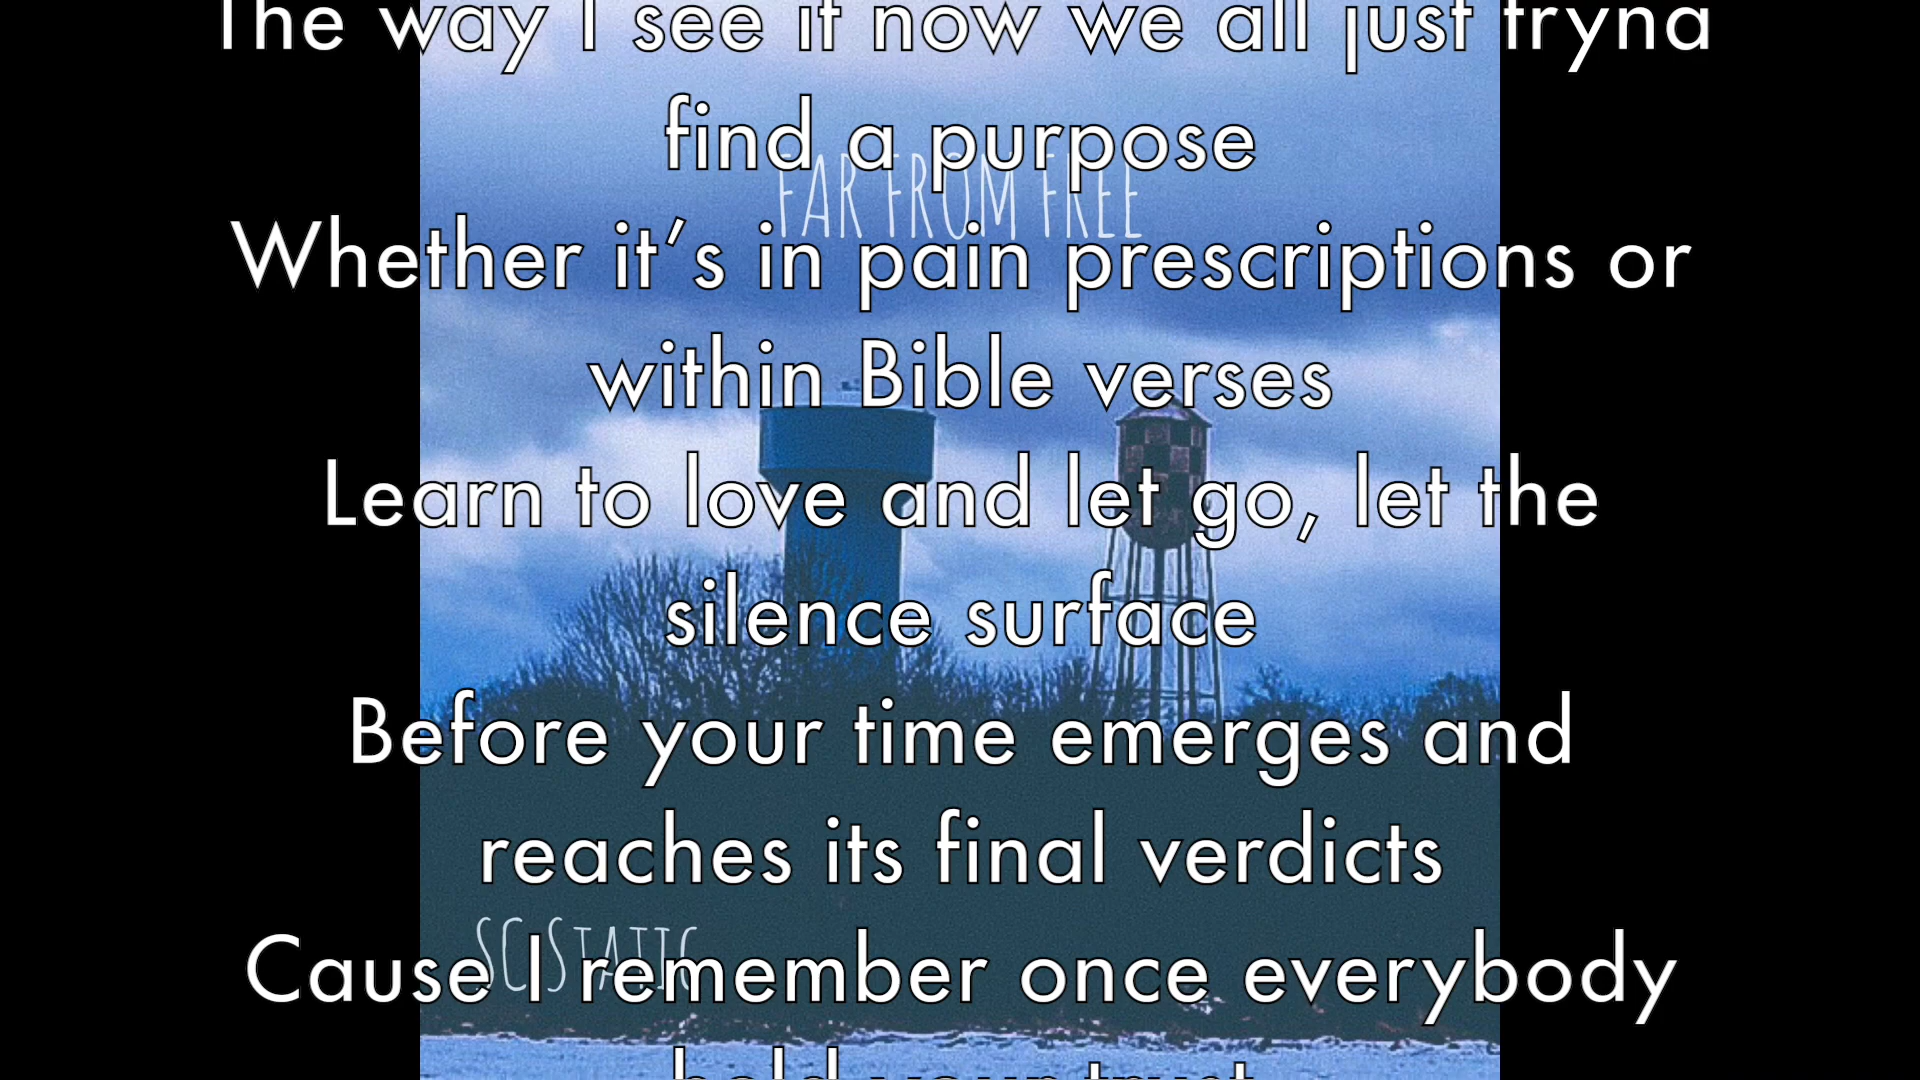 The way I see it now we all just tryna
find a purpose
FAR FROM FREE
Whether it’s in pain prescriptions or
within Bible verses
Learn to love and let go, let the
silence surface
Before your time emerges and
reaches its final verdicts
SCISTATIC
Cause I remember once everybody
hold your trust